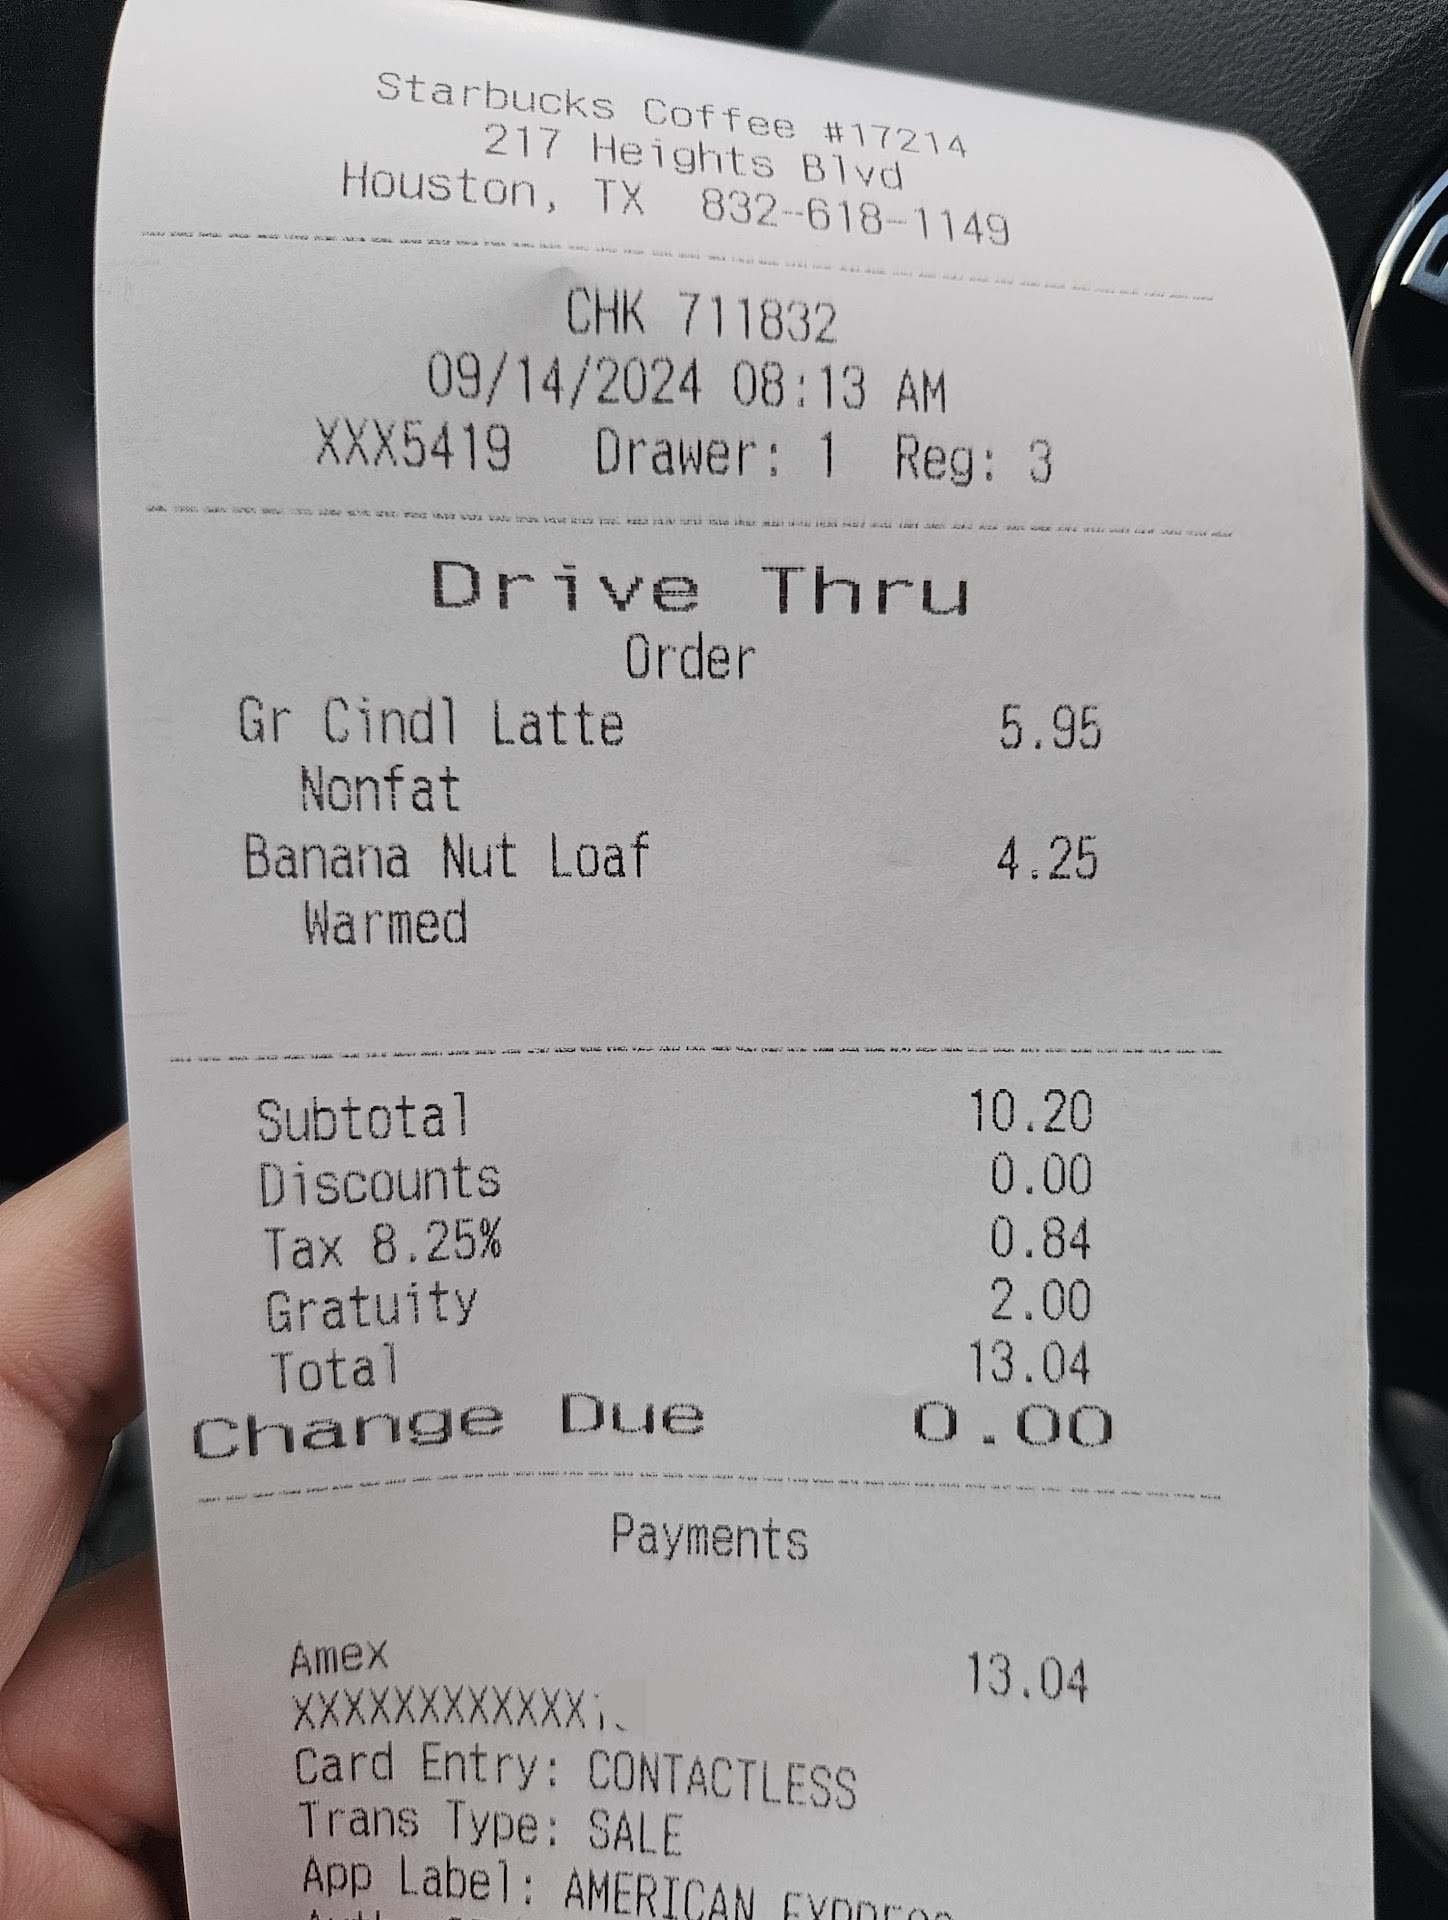 Starbucks Coffee #17214
217 Heights Blvd
Houston, TX 832-618-1149
CHK 711832
09/14/2024 08:13 AM
XXX5419 Drawer: 1 Reg: 3
Drive Thru
Order
Gr Cindl Latte 5.95
Nonfat
Banana Nut Loaf 4.25
Warmed
Subtotal 10.20
Discounts 0.00
Tax 8.25% 0.84
Gratuity 2.00
Total 13.04
Change Due 0.00
Payments
Amex 13.04
XXXXXXXXXXXX
Card Entry: CONTACTLESS
Trans Type: SALE
App Label: AMERICAN